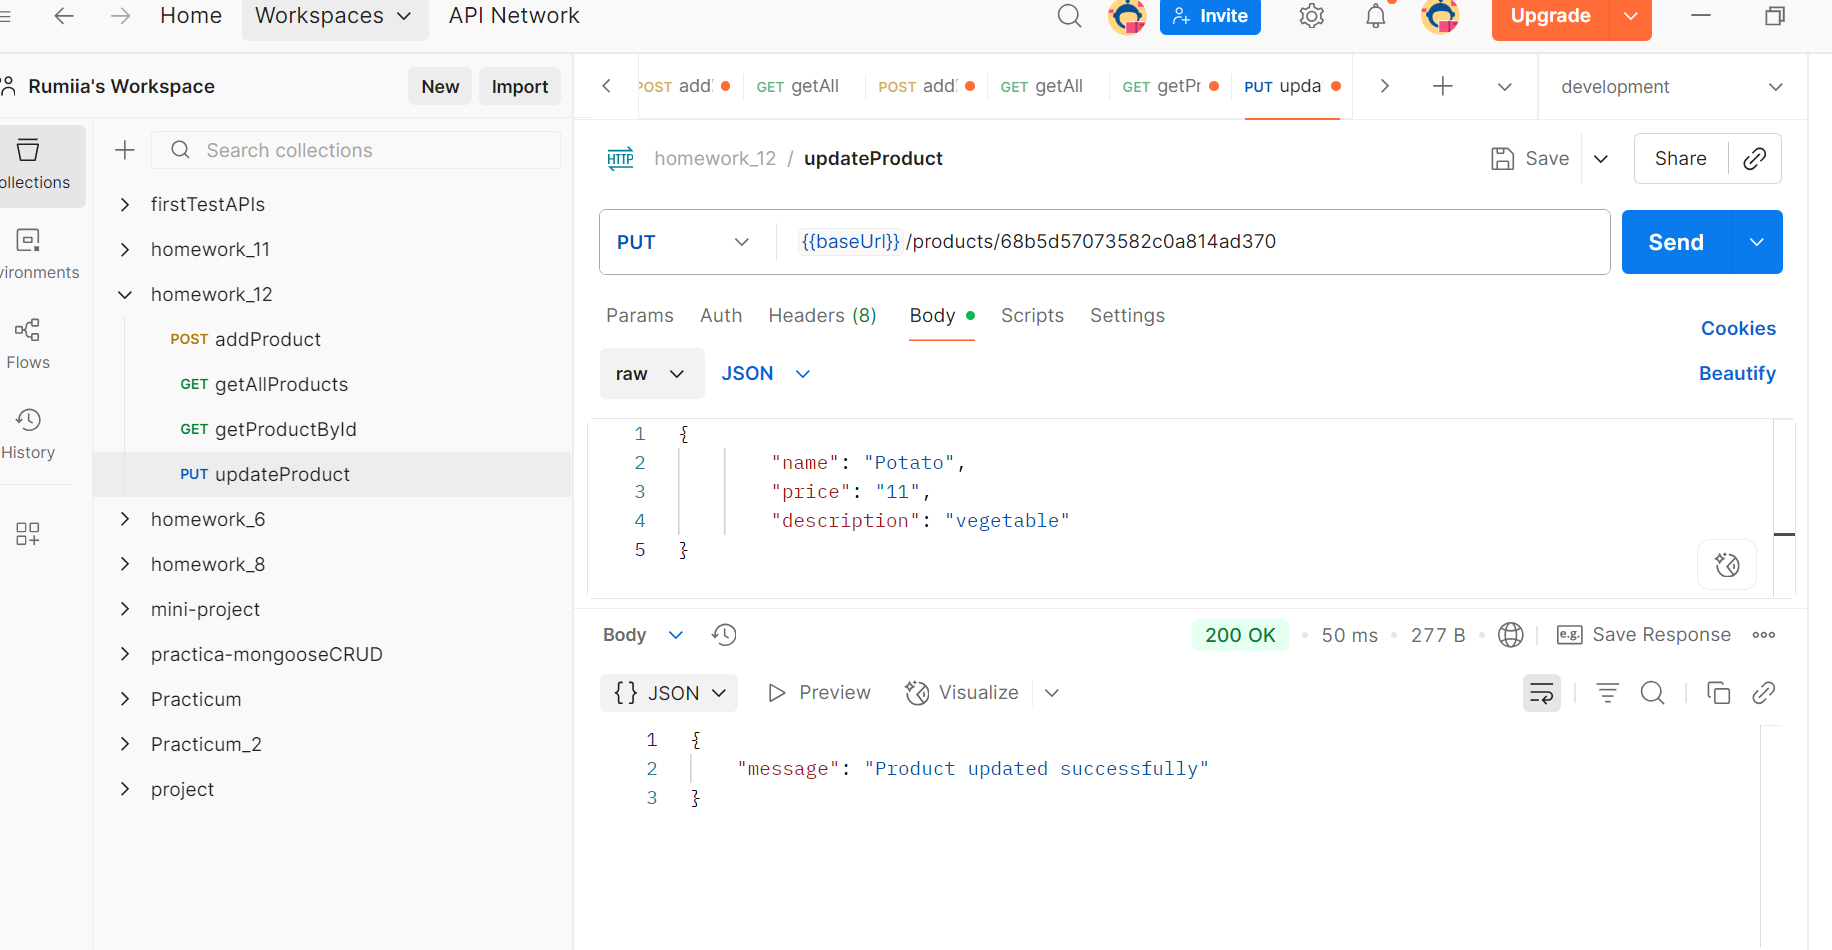 Home Workspaces API Network Invite Upgrade
Rumiia's Workspace New Import
POST add GET getAll POST add GET getAll GET getPr PUT upda development
Search collections
ollections
vironments
Flows
History
firstTestAPIs
homework_11
homework_12
POST addProduct
GET getAllProducts
GET getProductById
PUT updateProduct
homework_6
homework_8
mini-project
practica-mongooseCRUD
Practicum
Practicum_2
project
HTTP homework_12 / updateProduct Save Share
PUT {{baseUrl}}/products/68b5d57073582c0a814ad370 Send
Params Auth Headers (8) Body Scripts Settings Cookies
raw JSON Beautify
1 {
2 "name": "Potato",
3 "price": "11",
4 "description": "vegetable"
5 }
Body 200 OK 50 ms 277 B e.g. Save Response
{} JSON Preview Visualize
1 {
2 "message": "Product updated successfully"
3 }